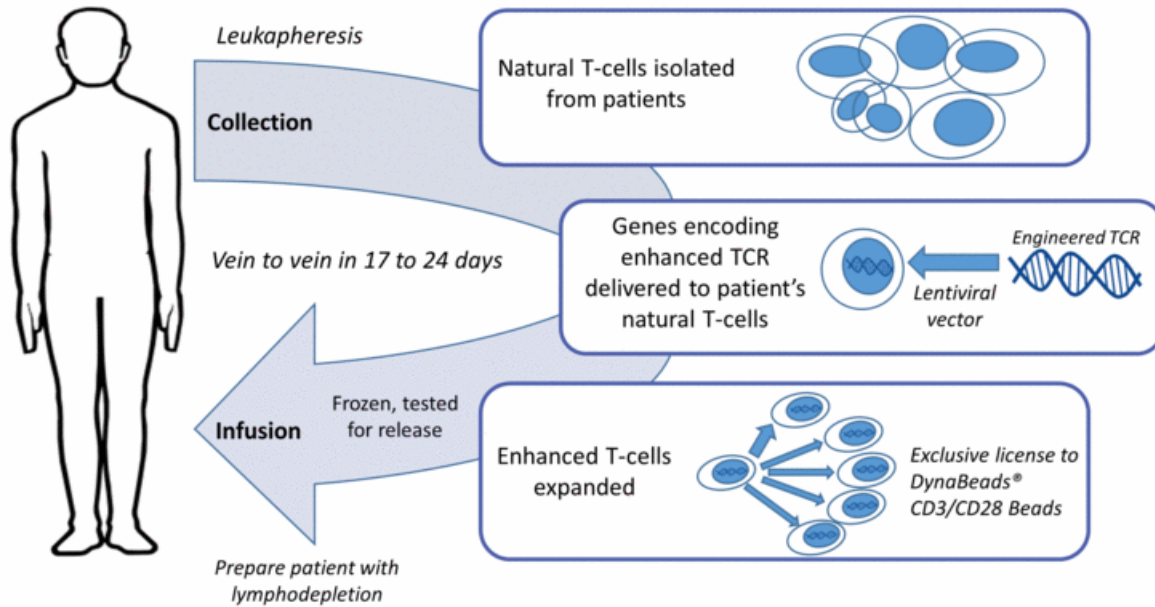 Leukapheresis
Collection
Natural T-cells isolated
from patients
Vein to vein in 17 to 24 days
Genes encoding
enhanced TCR
delivered to patient's
natural T-cells
Engineered TCR
Lentiviral
vector
Infusion
Frozen, tested
for release
Enhanced T-cells
expanded
Exclusive license to
DynaBeads®
CD3/CD28 Beads
Prepare patient with
lymphodepletion